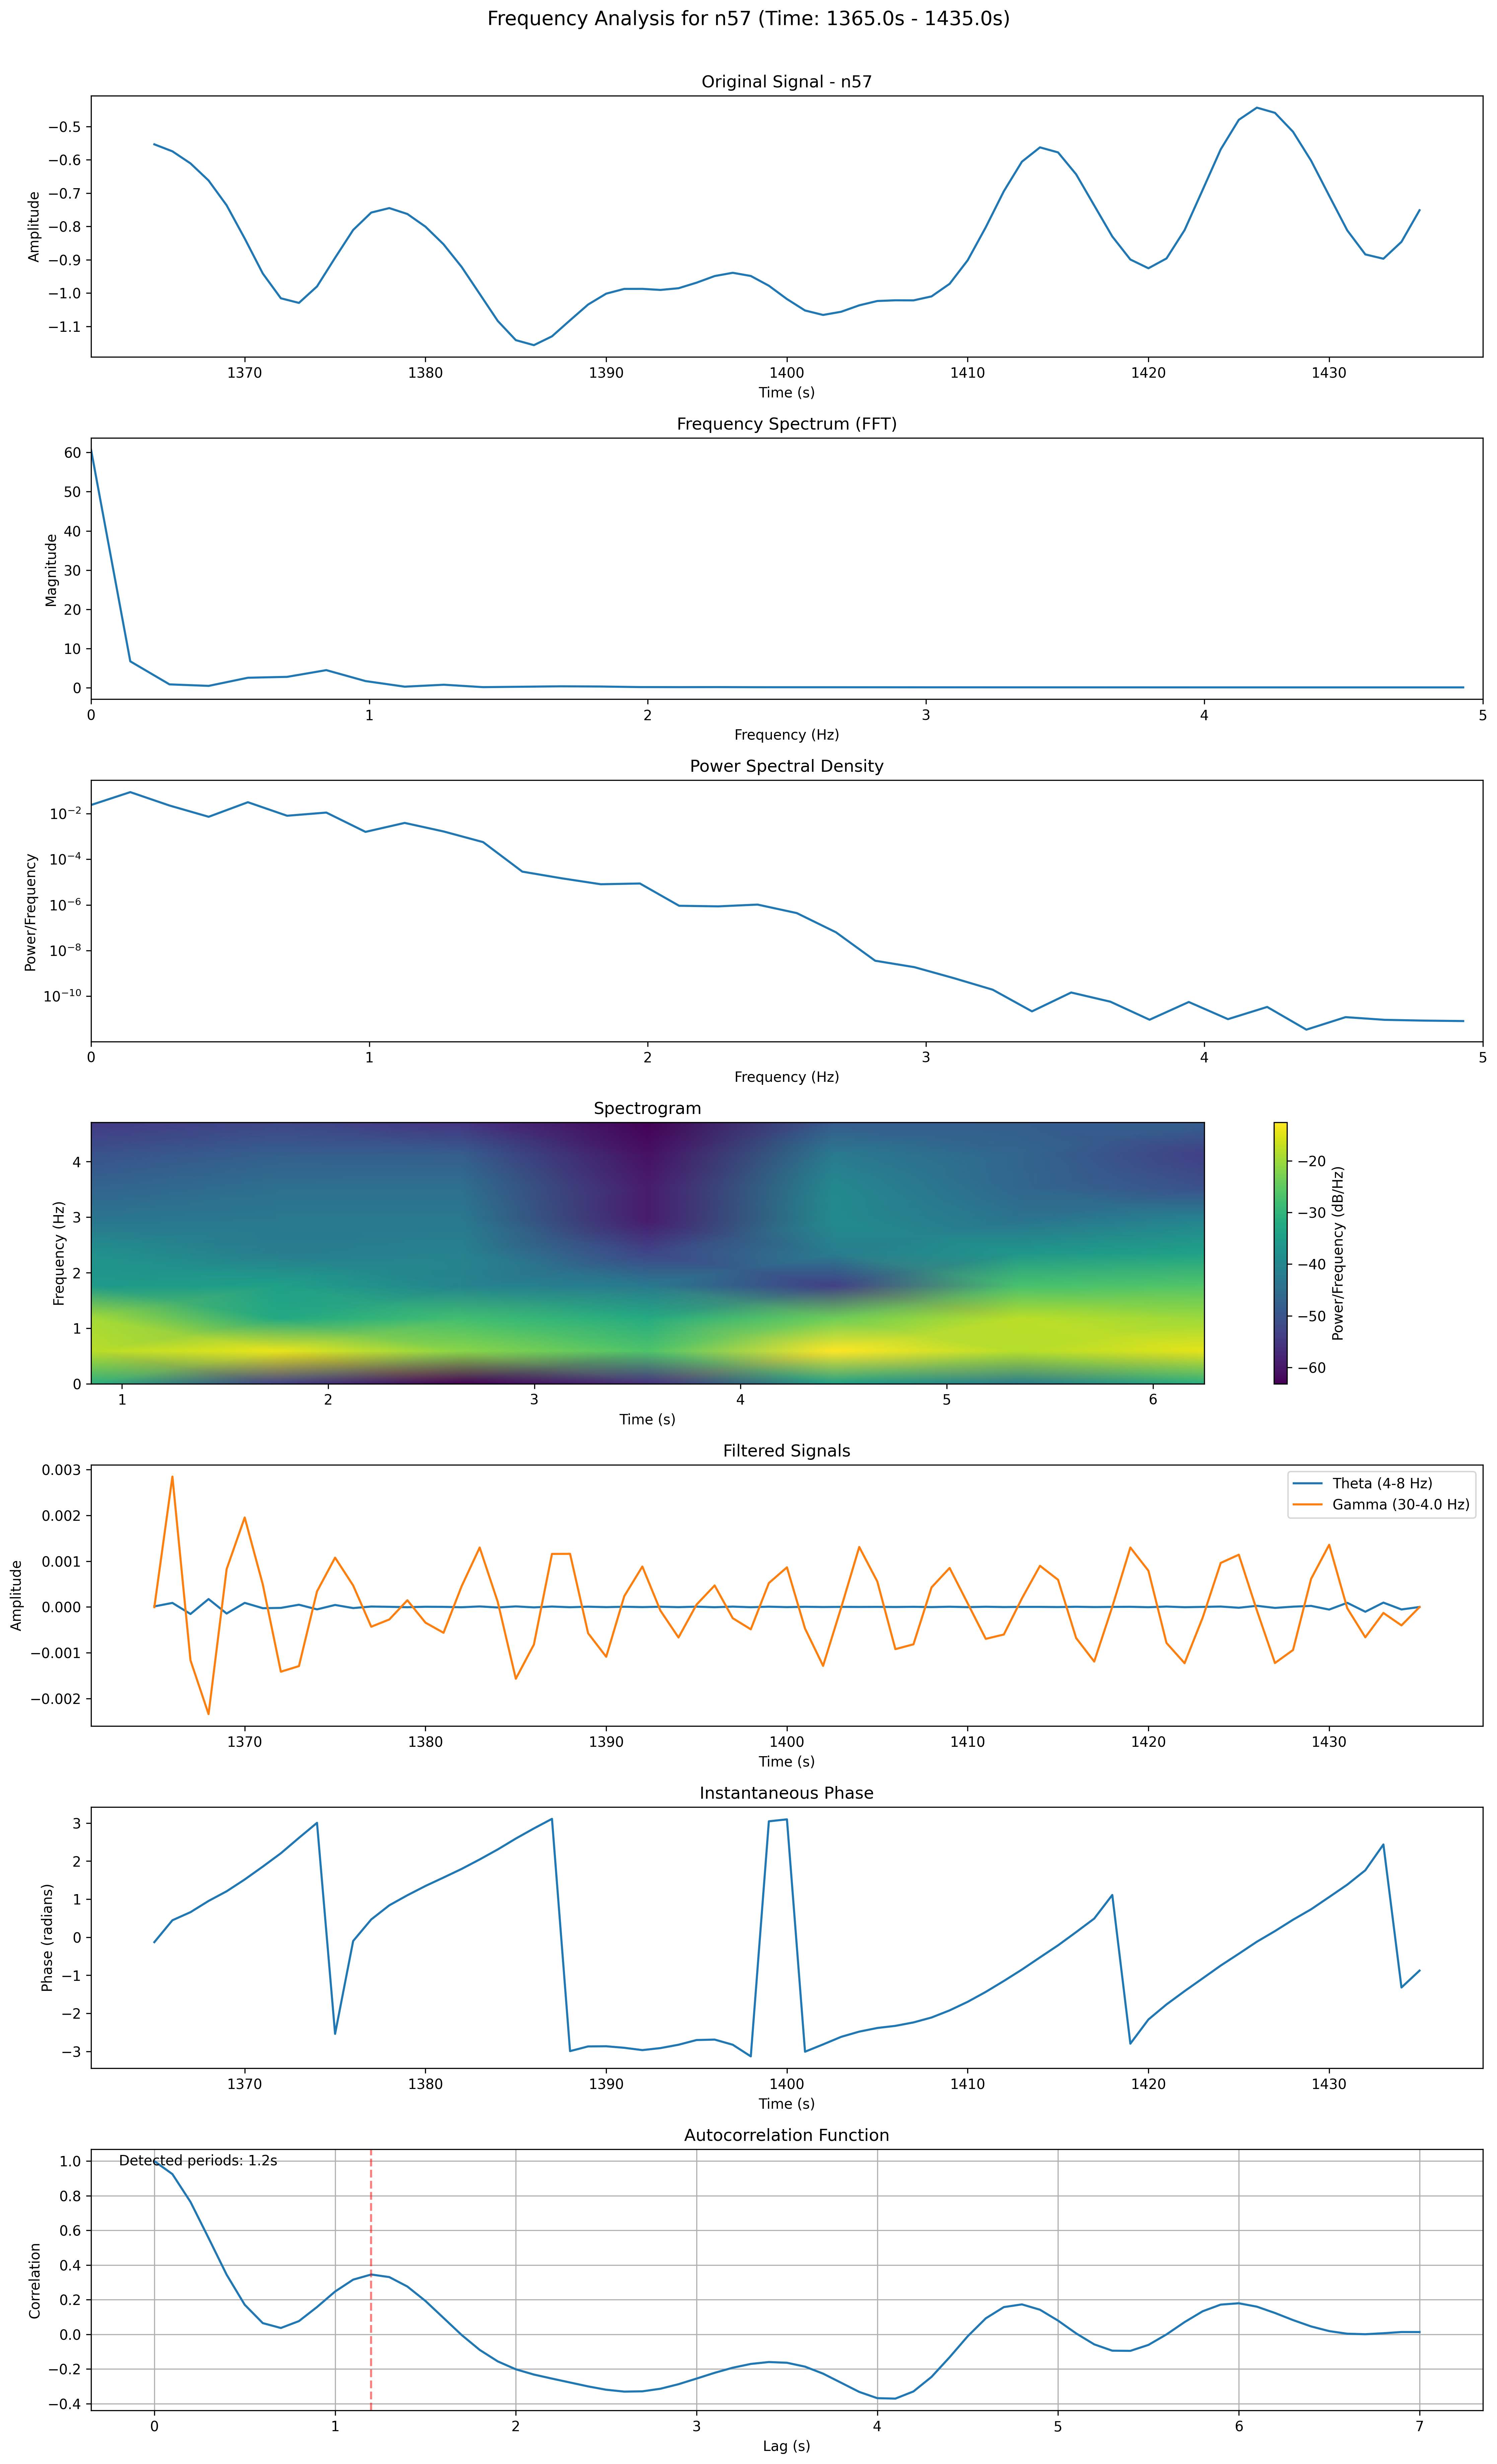 Frequency Analysis for n57 (Time: 1365.0s - 1435.0s)
Original Signal - n57
Amplitude
−0.5
−0.6
−0.7
−0.8
−0.9
−1.0
−1.1
1370 1380 1390 1400 1410 1420 1430
Time (s)
Frequency Spectrum (FFT)
Magnitude
60
50
40
30
20
10
0
0 1 2 3 4 5
Frequency (Hz)
Power Spectral Density
Power/Frequency
10⁻²
10⁻⁴
10⁻⁶
10⁻⁸
10⁻¹⁰
0 1 2 3 4 5
Frequency (Hz)
Spectrogram
Frequency (Hz)
4
3
2
1
0
1 2 3 4 5 6
Time (s)
−20
−30
−40
−50
−60
Power/Frequency (dB/Hz)
Filtered Signals
Amplitude
0.003
0.002
0.001
0.000
−0.001
−0.002
Theta (4-8 Hz)
Gamma (30-4.0 Hz)
1370 1380 1390 1400 1410 1420 1430
Time (s)
Instantaneous Phase
Phase (radians)
3
2
1
0
−1
−2
−3
1370 1380 1390 1400 1410 1420 1430
Time (s)
Autocorrelation Function
Detected periods: 1.2s
Correlation
1.0
0.8
0.6
0.4
0.2
0.0
−0.2
−0.4
0 1 2 3 4 5 6 7
Lag (s)